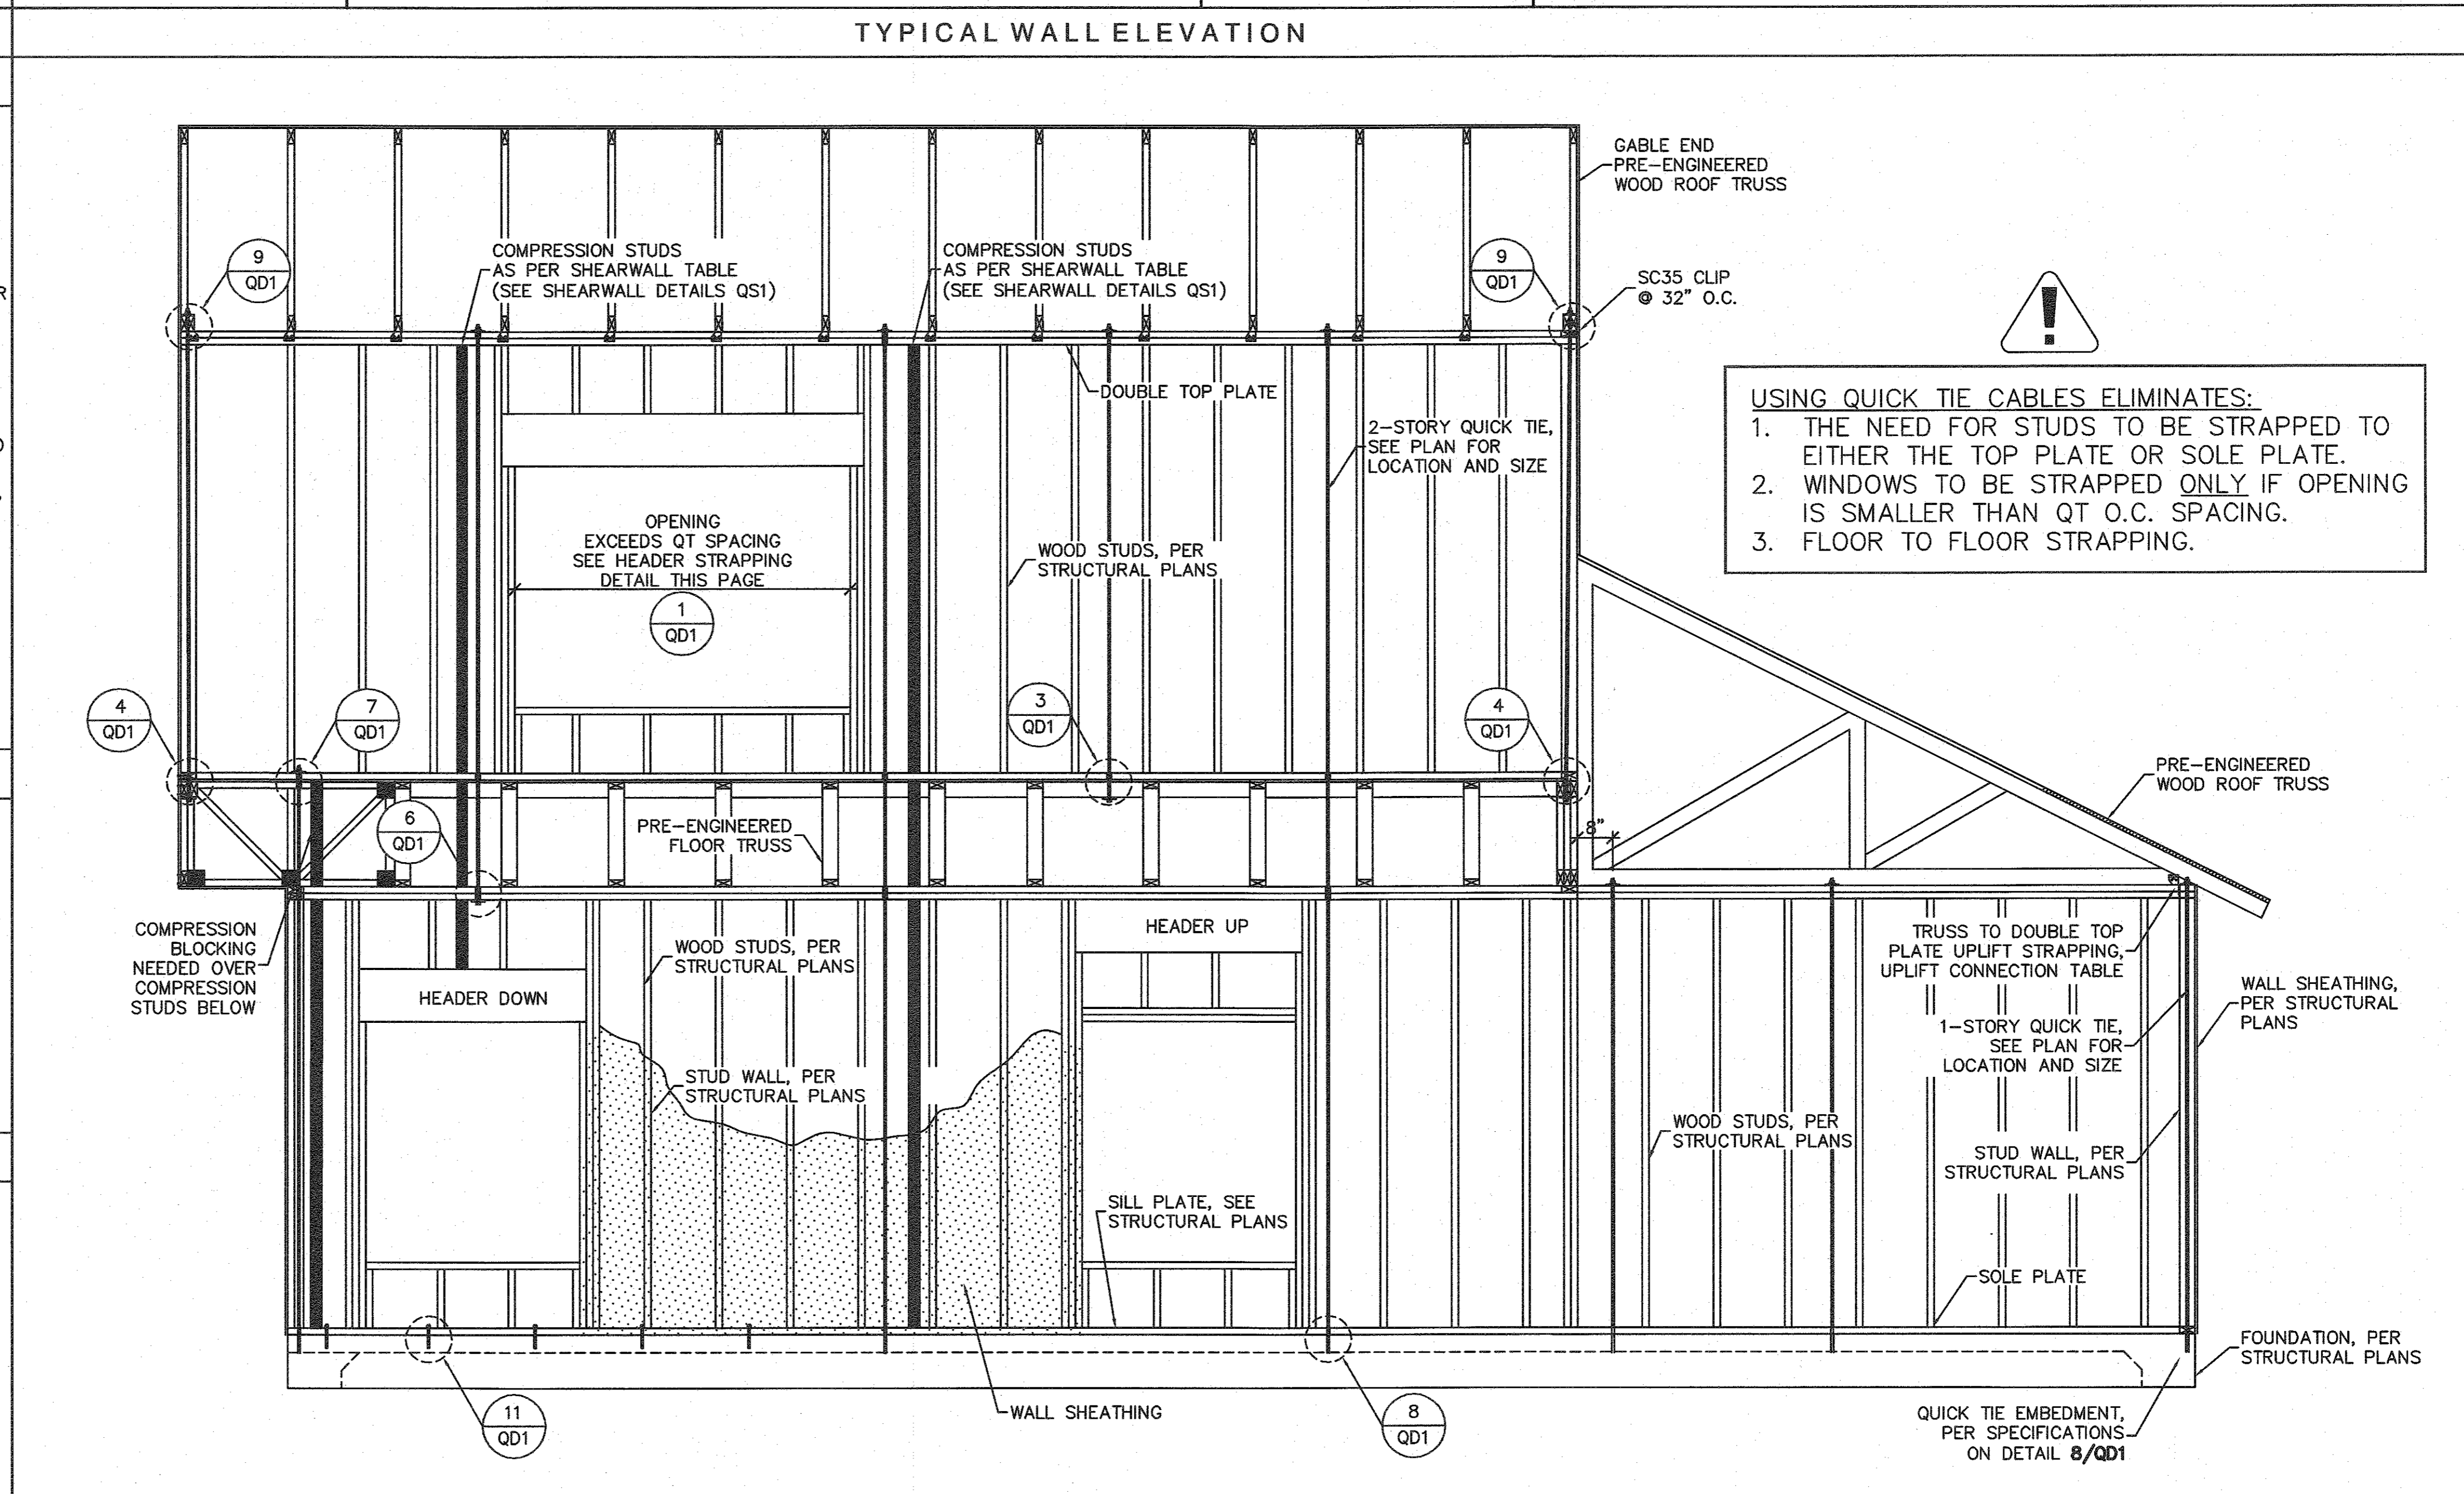 TYPICAL WALL ELEVATION
GABLE END
PRE-ENGINEERED
WOOD ROOF TRUSS
9
QD1
COMPRESSION STUDS
AS PER SHEARWALL TABLE
(SEE SHEARWALL DETAILS QS1)
COMPRESSION STUDS
AS PER SHEARWALL TABLE
(SEE SHEARWALL DETAILS QS1)
9
QD1
SC35 CLIP
@ 32" O.C.
!
DOUBLE TOP PLATE
2-STORY QUICK TIE,
SEE PLAN FOR
LOCATION AND SIZE
USING QUICK TIE CABLES ELIMINATES:
1. THE NEED FOR STUDS TO BE STRAPPED TO
EITHER THE TOP PLATE OR SOLE PLATE.
2. WINDOWS TO BE STRAPPED ONLY IF OPENING
IS SMALLER THAN QT O.C. SPACING.
3. FLOOR TO FLOOR STRAPPING.
OPENING
EXCEEDS QT SPACING
SEE HEADER STRAPPING
DETAIL THIS PAGE
1
QD1
WOOD STUDS, PER
STRUCTURAL PLANS
4
QD1
7
QD1
3
QD1
4
QD1
PRE-ENGINEERED
WOOD ROOF TRUSS
6
QD1
PRE-ENGINEERED
FLOOR TRUSS
8"
COMPRESSION
BLOCKING
NEEDED OVER
COMPRESSION
STUDS BELOW
HEADER DOWN
WOOD STUDS, PER
STRUCTURAL PLANS
HEADER UP
TRUSS TO DOUBLE TOP
PLATE UPLIFT STRAPPING,
UPLIFT CONNECTION TABLE
WALL SHEATHING,
PER STRUCTURAL
PLANS
1-STORY QUICK TIE,
SEE PLAN FOR
LOCATION AND SIZE
STUD WALL, PER
STRUCTURAL PLANS
WOOD STUDS, PER
STRUCTURAL PLANS
STUD WALL, PER
STRUCTURAL PLANS
SILL PLATE, SEE
STRUCTURAL PLANS
SOLE PLATE
FOUNDATION, PER
STRUCTURAL PLANS
11
QD1
WALL SHEATHING
8
QD1
QUICK TIE EMBEDMENT,
PER SPECIFICATIONS
ON DETAIL 8/QD1